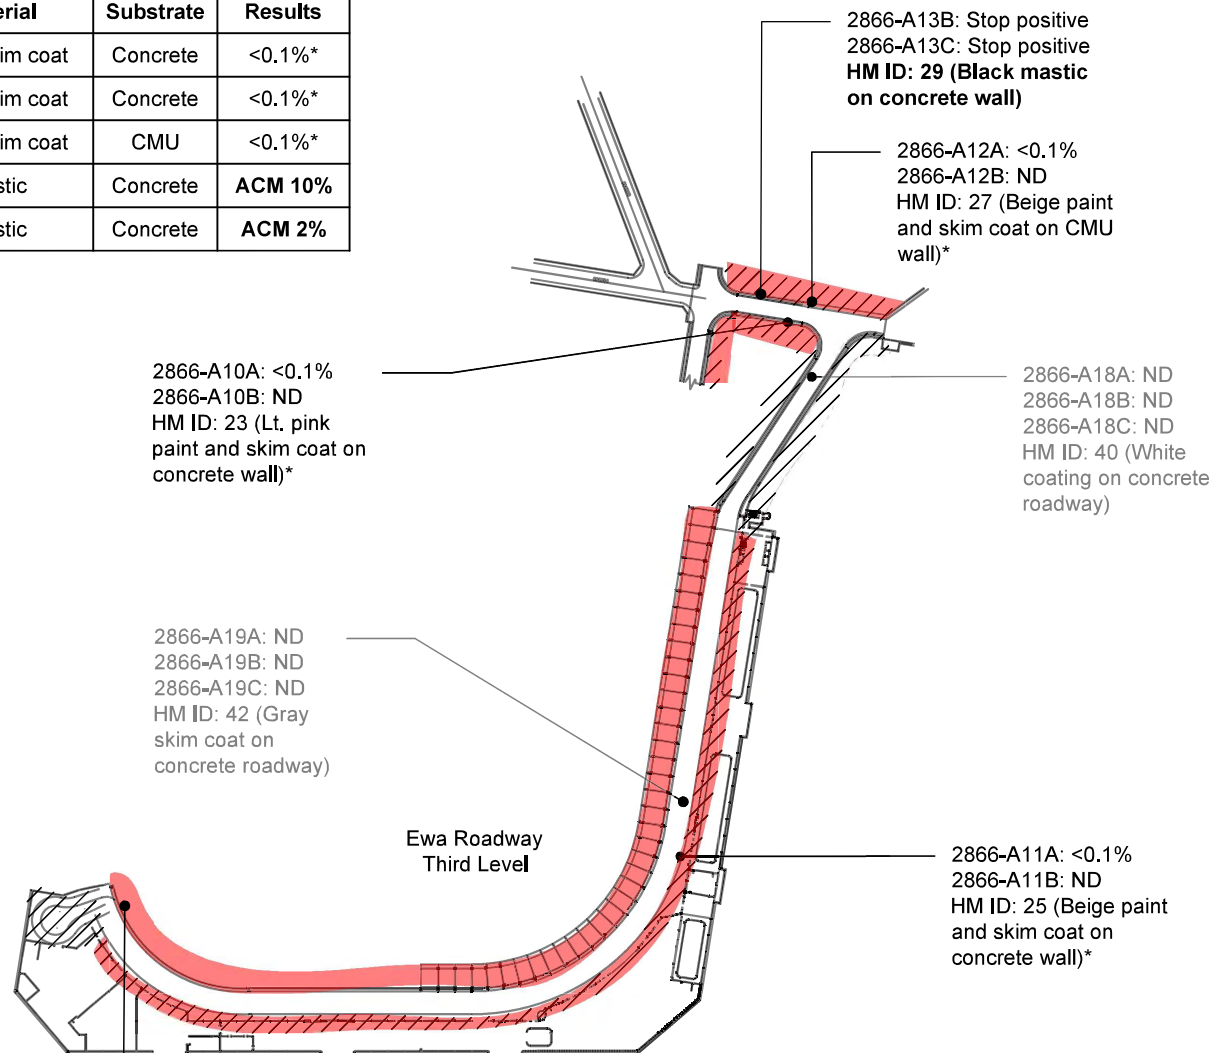 erial Substrate Results
im coat Concrete <0.1%*
im coat Concrete <0.1%*
im coat CMU <0.1%*
stic Concrete ACM 10%
stic Concrete ACM 2%
2866-A13B: Stop positive
2866-A13C: Stop positive
HM ID: 29 (Black mastic
on concrete wall)
2866-A12A: <0.1%
2866-A12B: ND
HM ID: 27 (Beige paint
and skim coat on CMU
wall)*
2866-A10A: <0.1%
2866-A10B: ND
HM ID: 23 (Lt. pink
paint and skim coat on
concrete wall)*
2866-A18A: ND
2866-A18B: ND
2866-A18C: ND
HM ID: 40 (White
coating on concrete
roadway)
2866-A19A: ND
2866-A19B: ND
2866-A19C: ND
HM ID: 42 (Gray
skim coat on
concrete roadway)
Ewa Roadway
Third Level
2866-A11A: <0.1%
2866-A11B: ND
HM ID: 25 (Beige paint
and skim coat on
concrete wall)*